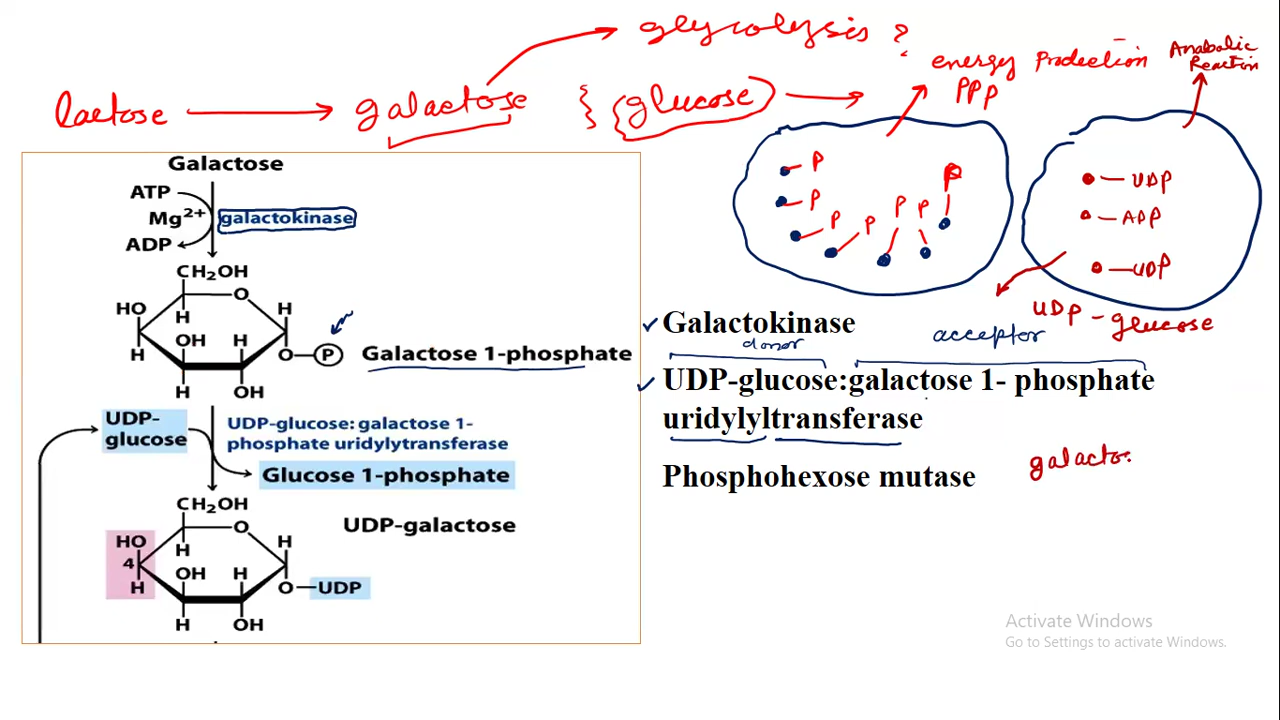 glycolysis ?
energy Production
PPP
Anabolic
Reaction
lactose galactose } {glucose)
Galactose
ATP
Mg2+ galactokinase
ADP
CH2OH
O
HO H H
OH H
H O P Galactose 1-phosphate
H OH
UDP-
glucose
UDP-glucose: galactose 1-
phosphate uridylytransferase
Glucose 1-phosphate
CH2OH
UDP-galactose
O
HO H H
4
OH H
H O UDP
H OH
P
P
P
P
P
P
P
UDP
ADP
UDP
UDP - glucose
Galactokinase
donor acceptor
UDP-glucose:galactose 1- phosphate
uridylyltransferase
Phosphohexose mutase
galacto
Activate Windows
Go to Settings to activate Windows.